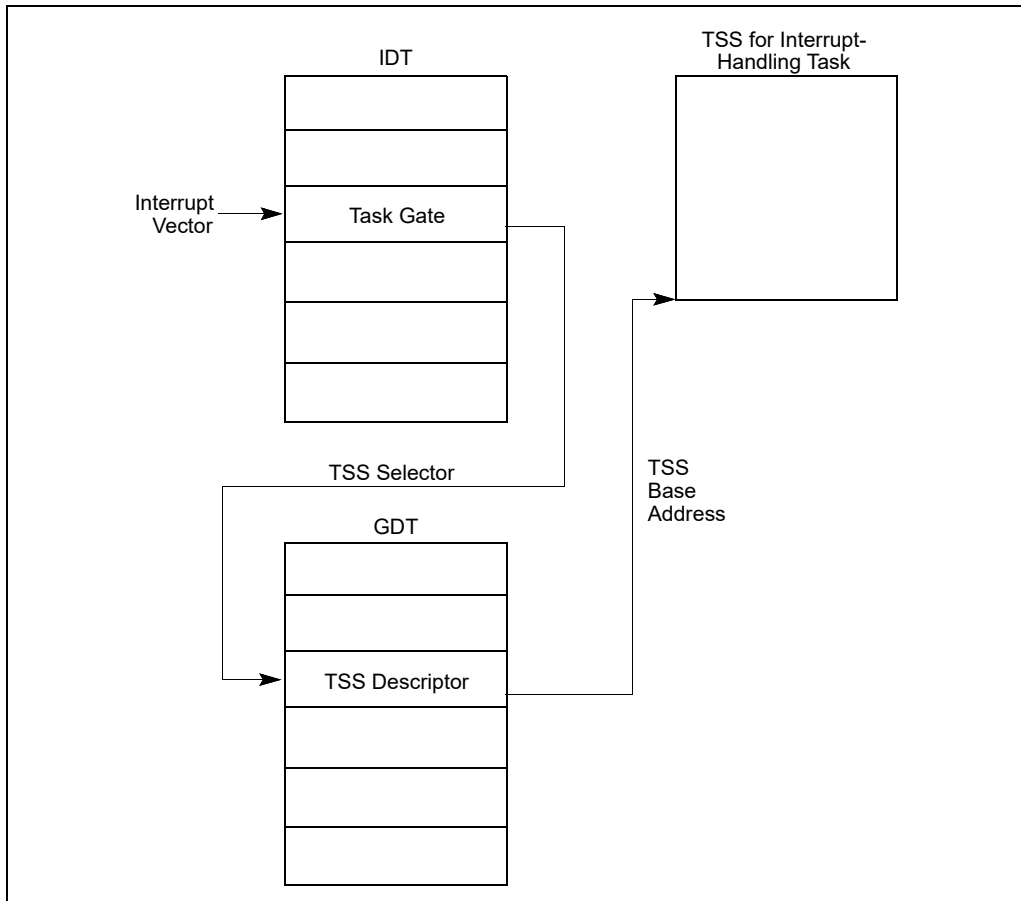 IDT
TSS for Interrupt-
Handling Task
Interrupt
Vector
Task Gate
TSS Selector
TSS
Base
Address
GDT
TSS Descriptor